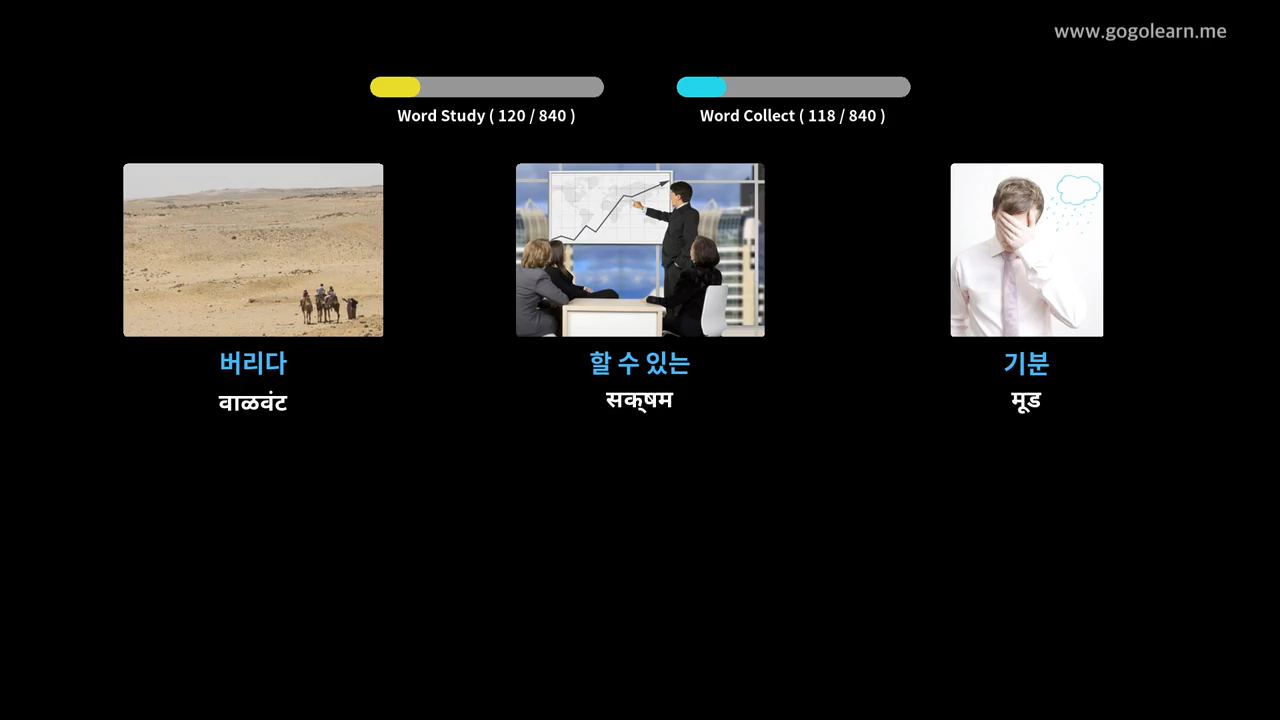 www.gogolearn.me
Word Study ( 120 / 840 )
Word Collect ( 118 / 840 )
버리다
할 수 있는
기분
वाळवंट
सक्षम
मूड